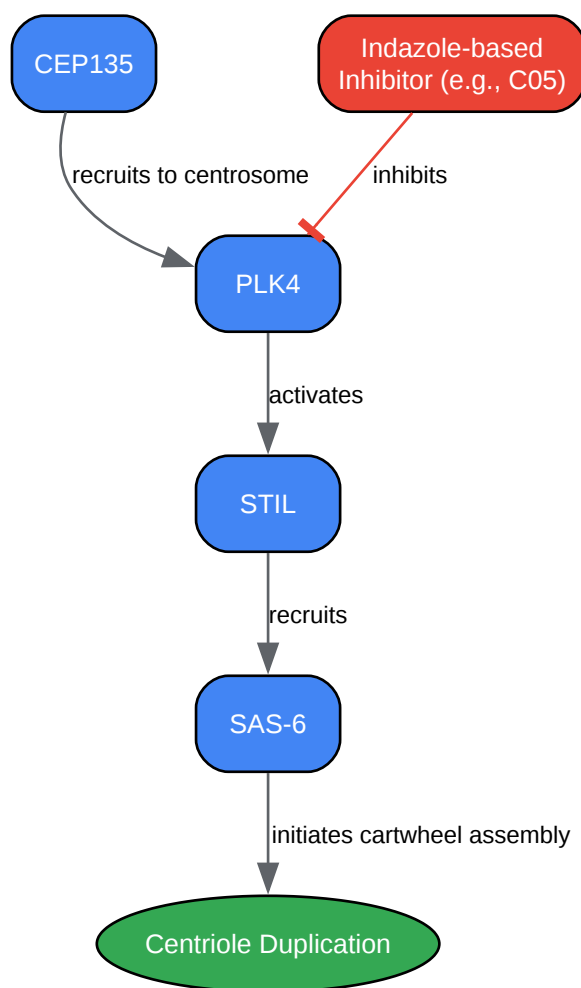 CEP135
Indazole-based
Inhibitor (e.g., C05)
recruits to centrosome
inhibits
PLK4
activates
STIL
recruits
SAS-6
initiates cartwheel assembly
Centriole Duplication